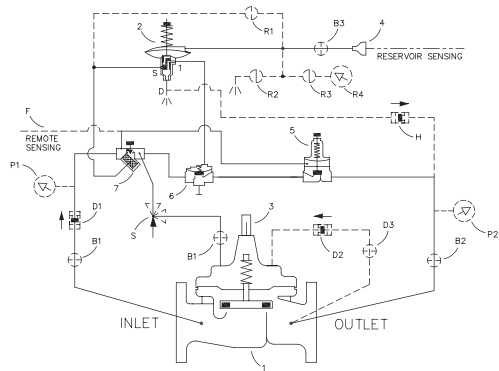 R1
2
B3
4
S
1
RESERVOIR SENSING
D
R2
R3
R4
F
REMOTE SENSING
5
H
P1
7
6
D1
S
3
B1
D2
D3
P2
B1
B2
INLET
OUTLET
1